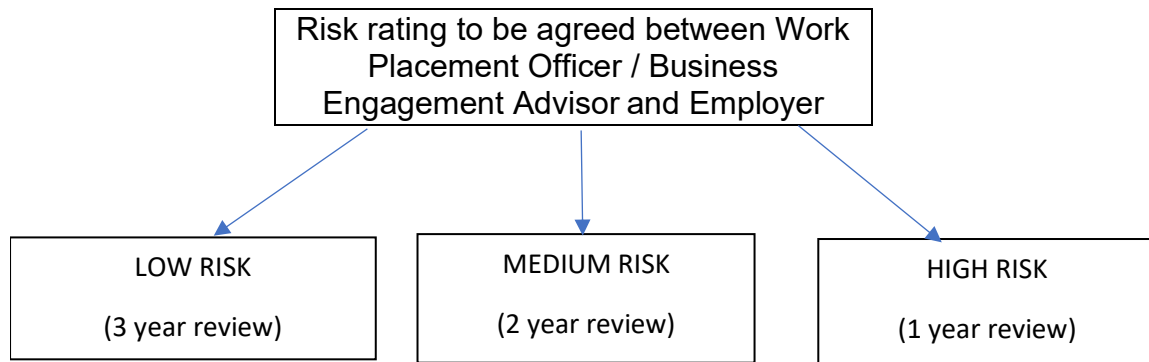 Risk rating to be agreed between Work
Placement Officer / Business
Engagement Advisor and Employer
LOW RISK
(3 year review)
MEDIUM RISK
(2 year review)
HIGH RISK
(1 year review)